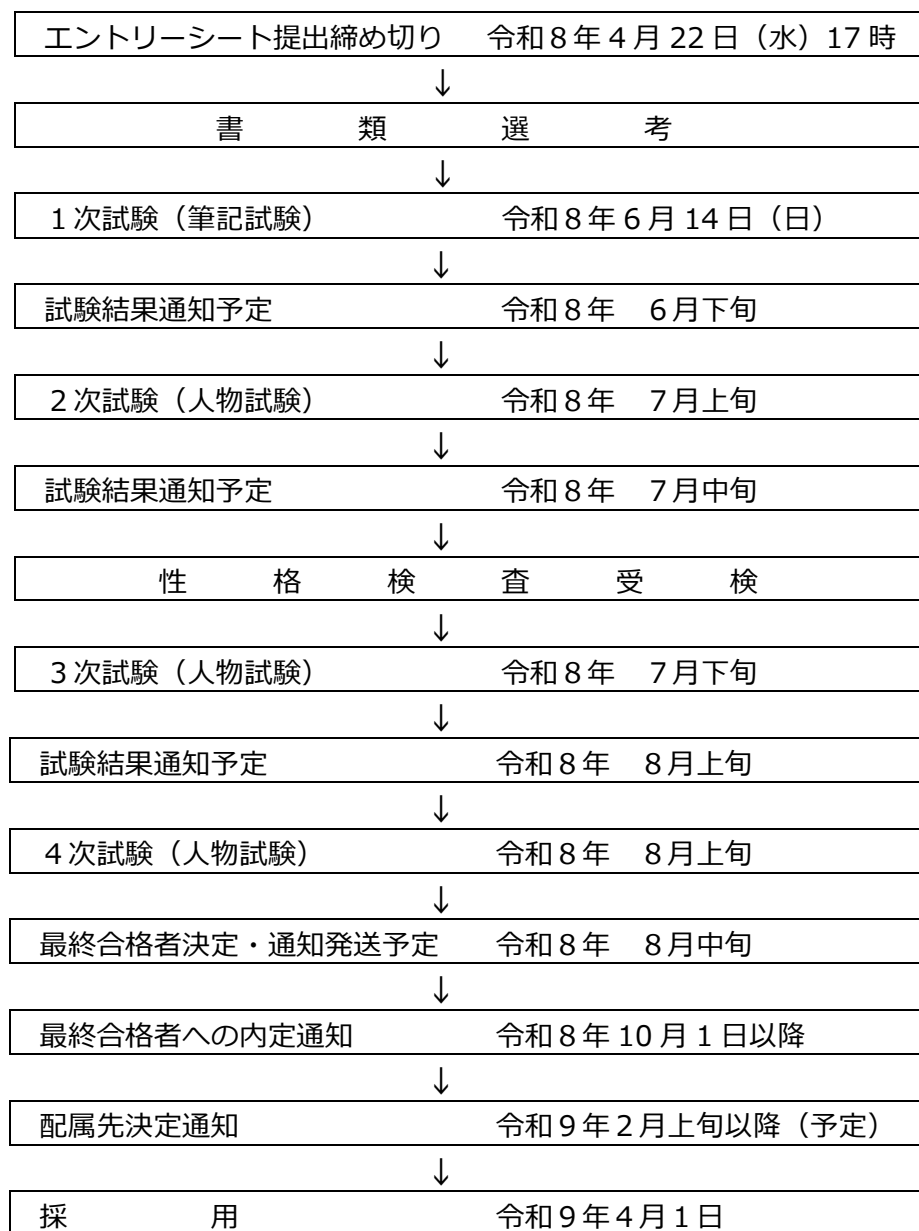 エントリーシート提出締め切り　令和８年４月22日（水）17時
↓
書　類　選　考
↓
１次試験（筆記試験）　令和８年６月14日（日）
↓
試験結果通知予定　令和８年　６月下旬
↓
２次試験（人物試験）　令和８年　７月上旬
↓
試験結果通知予定　令和８年　７月中旬
↓
性　格　検　査　受　検
↓
３次試験（人物試験）　令和８年　７月下旬
↓
試験結果通知予定　令和８年　８月上旬
↓
４次試験（人物試験）　令和８年　８月上旬
↓
最終合格者決定・通知発送予定　令和８年　８月中旬
↓
最終合格者への内定通知　令和８年10月１日以降
↓
配属先決定通知　令和９年２月上旬以降（予定）
↓
採　用　令和９年４月１日